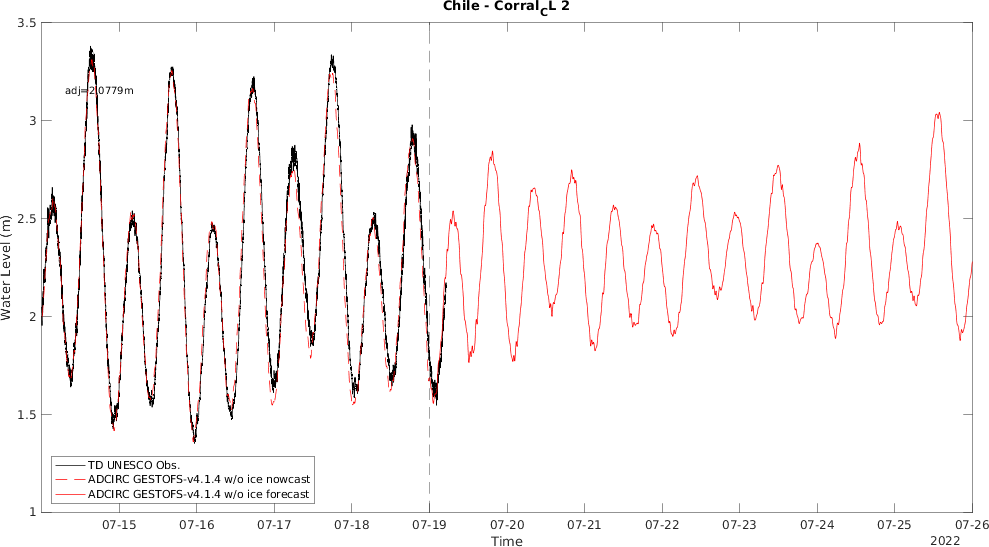 Chile - Corral_CL 2
3.5
3
2.5
2
1.5
1
Water Level (m)
adj=2.0779m
TD UNESCO Obs.
ADCIRC GESTOFS-v4.1.4 w/o ice nowcast
ADCIRC GESTOFS-v4.1.4 w/o ice forecast
07-15 07-16 07-17 07-18 07-19 07-20 07-21 07-22 07-23 07-24 07-25 07-26
Time
2022